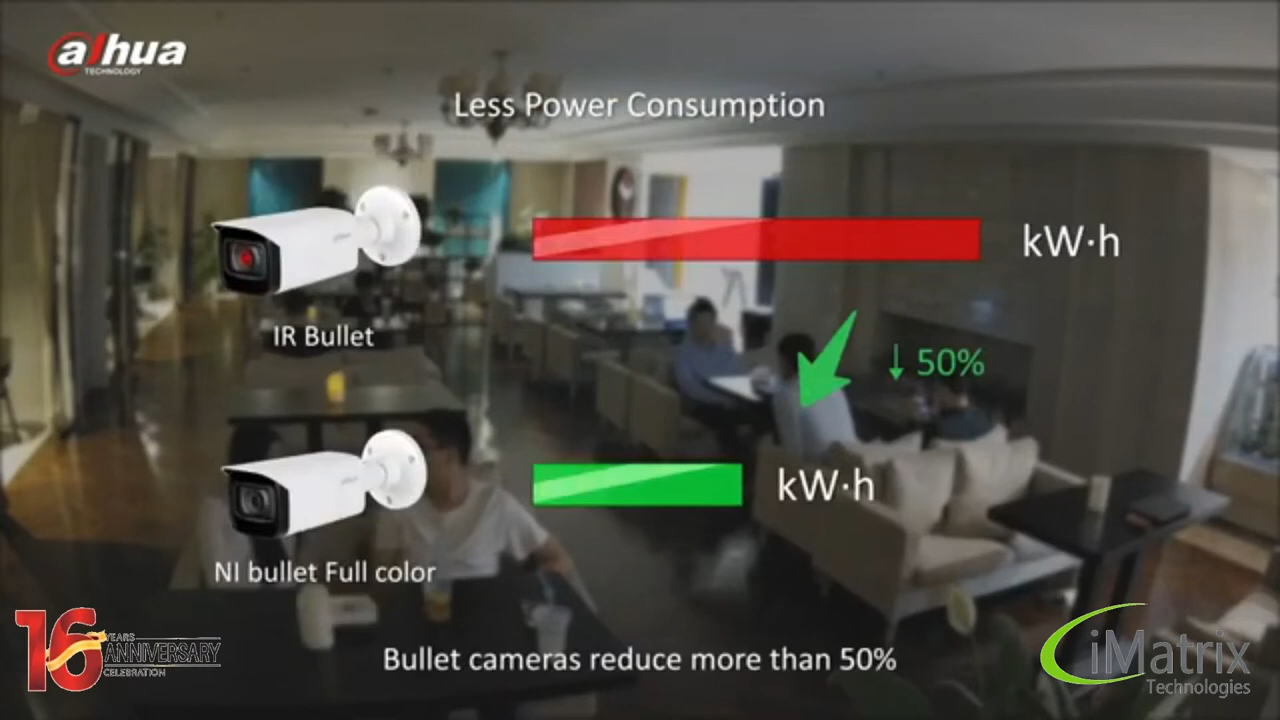 alhua
TECHNOLOGY
Less Power Consumption
kW·h
IR Bullet
↓ 50%
kW·h
NI bullet Full color
16 YEARS
ANNIVERSARY
CELEBRATION
Bullet cameras reduce more than 50%
iMatrix
Technologies